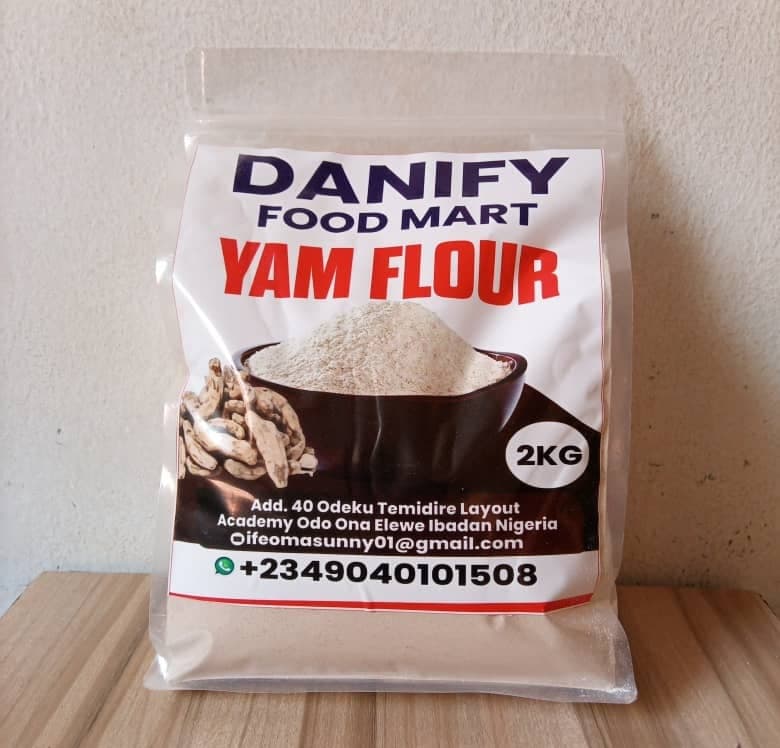 DANIFY
FOOD MART
YAM FLOUR
2KG
Add. 40 Odeku Temidire Layout
Academy Odo Ona Elewe Ibadan Nigeria
ifeomasunny01@gmail.com
+2349040101508